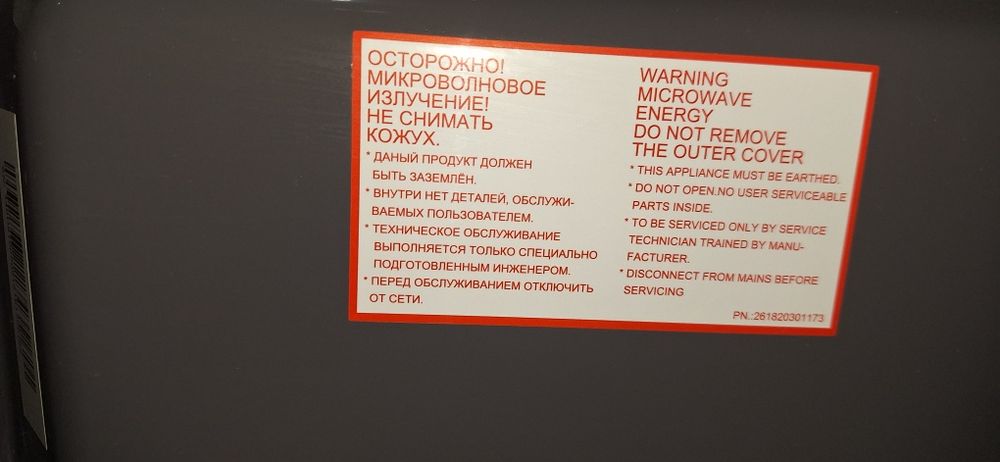 ОСТОРОЖНО!
МИКРОВОЛНОВОЕ
ИЗЛУЧЕНИЕ!
НЕ СНИМАТЬ
КОЖУХ.
* ДАНЫЙ ПРОДУКТ ДОЛЖЕН
БЫТЬ ЗАЗЕМЛЁН.
* ВНУТРИ НЕТ ДЕТАЛЕЙ, ОБСЛУЖИ-
ВАЕМЫХ ПОЛЬЗОВАТЕЛЕМ.
* ТЕХНИЧЕСКОЕ ОБСЛУЖИВАНИЕ
ВЫПОЛНЯЕТСЯ ТОЛЬКО СПЕЦИАЛЬНО
ПОДГОТОВЛЕННЫМ ИНЖЕНЕРОМ.
* ПЕРЕД ОБСЛУЖИВАНИЕМ ОТКЛЮЧИТЬ
ОТ СЕТИ.
WARNING
MICROWAVE
ENERGY
DO NOT REMOVE
THE OUTER COVER
* THIS APPLIANCE MUST BE EARTHED.
* DO NOT OPEN.NO USER SERVICEABLE
PARTS INSIDE.
* TO BE SERVICED ONLY BY SERVICE
TECHNICIAN TRAINED BY MANU-
FACTURER.
* DISCONNECT FROM MAINS BEFORE
SERVICING
PN.:261820301173